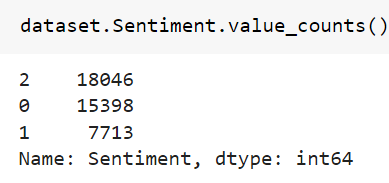 dataset.Sentiment.value_counts()
2    18046
0    15398
1     7713
Name: Sentiment, dtype: int64